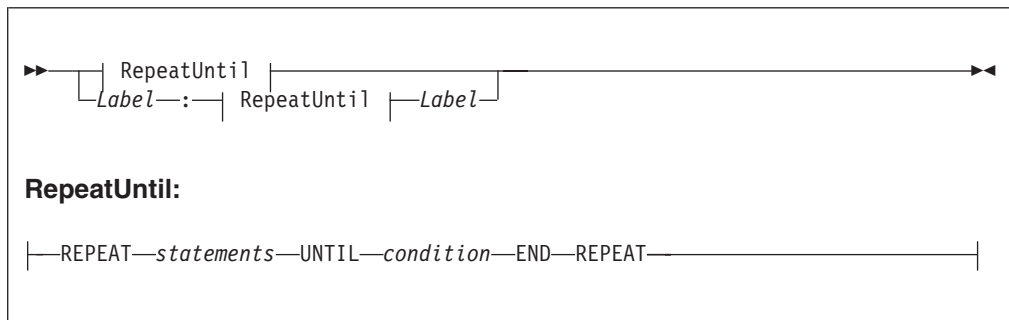 RepeatUntil
Label : RepeatUntil Label
RepeatUntil:
REPEAT statements UNTIL condition END REPEAT